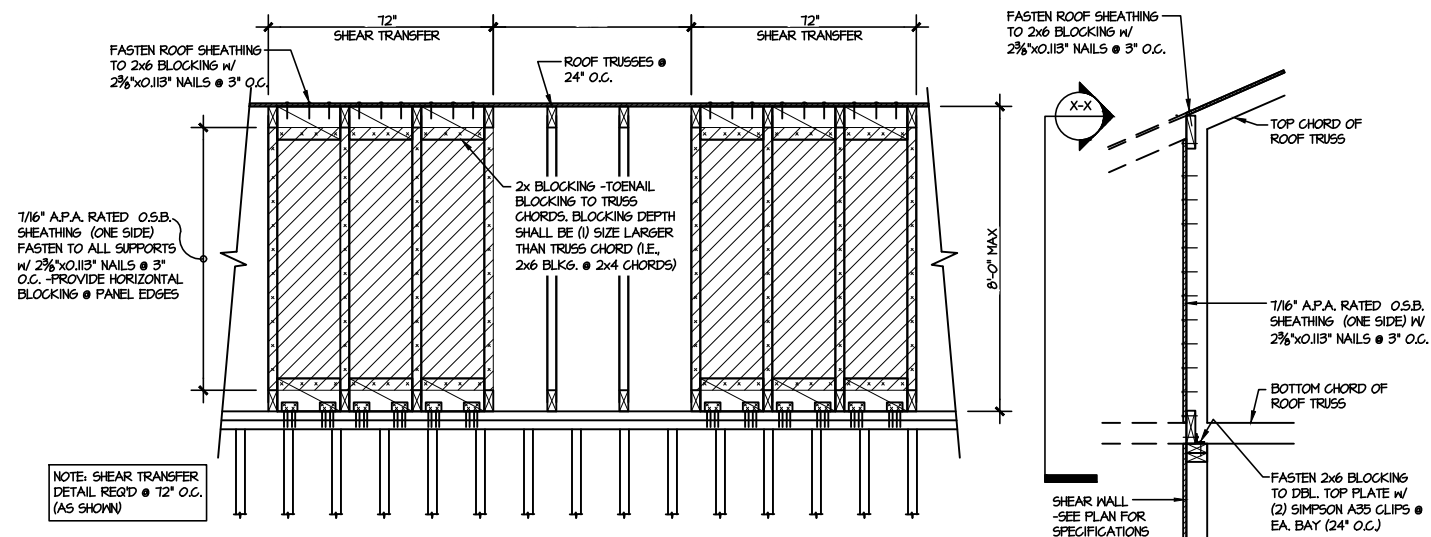 72"
SHEAR TRANSFER
72"
SHEAR TRANSFER
FASTEN ROOF SHEATHING
TO 2x6 BLOCKING W/
2⅜"x0.113" NAILS @ 3" O.C.
ROOF TRUSSES @
24" O.C.
7/16" A.P.A. RATED O.S.B.
SHEATHING (ONE SIDE)
FASTEN TO ALL SUPPORTS
W/ 2⅜"x0.113" NAILS @ 3"
O.C. -PROVIDE HORIZONTAL
BLOCKING @ PANEL EDGES
2x BLOCKING -TOENAIL
BLOCKING TO TRUSS
CHORDS. BLOCKING DEPTH
SHALL BE (1) SIZE LARGER
THAN TRUSS CHORD (I.E.,
2x6 BLKG. @ 2x4 CHORDS)
8'-0" MAX
NOTE: SHEAR TRANSFER
DETAIL REQ'D @ 72" O.C.
(AS SHOWN)
FASTEN ROOF SHEATHING
TO 2x6 BLOCKING W/
2⅜"x0.113" NAILS @ 3" O.C.
X-X
TOP CHORD OF
ROOF TRUSS
7/16" A.P.A. RATED O.S.B.
SHEATHING (ONE SIDE) W/
2⅜"x0.113" NAILS @ 3" O.C.
BOTTOM CHORD OF
ROOF TRUSS
FASTEN 2x6 BLOCKING
TO DBL. TOP PLATE W/
(2) SIMPSON A35 CLIPS @
EA. BAY (24" O.C.)
SHEAR WALL
-SEE PLAN FOR
SPECIFICATIONS